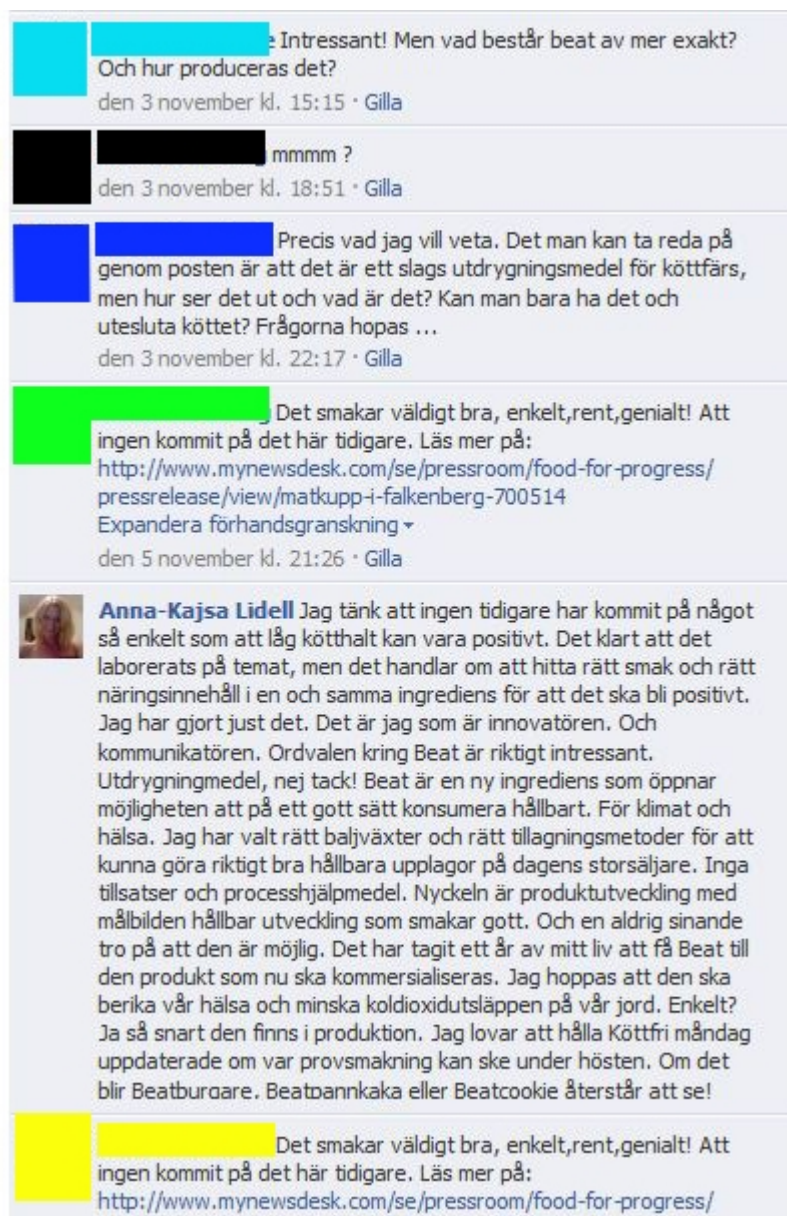 Intressant! Men vad består beat av mer exakt?
Och hur produceras det?
den 3 november kl. 15:15 · Gilla
mmmm ?
den 3 november kl. 18:51 · Gilla
Precis vad jag vill veta. Det man kan ta reda på
genom posten är att det är ett slags utdrygningsmedel för köttfärs,
men hur ser det ut och vad är det? Kan man bara ha det och
utesluta köttet? Frågorna hopas ...
den 3 november kl. 22:17 · Gilla
Det smakar väldigt bra, enkelt,rent,genialt! Att
ingen kommit på det här tidigare. Läs mer på:
http://www.mynewsdesk.com/se/pressroom/food-for-progress/
pressrelease/view/matkupp-i-falkenberg-700514
Expandera förhandsgranskning
den 5 november kl. 21:26 · Gilla
Anna-Kajsa Lidell Jag tänk att ingen tidigare har kommit på något
så enkelt som att låg kötthalt kan vara positivt. Det klart att det
laborerats på temat, men det handlar om att hitta rätt smak och rätt
näringsinnehåll i en och samma ingrediens för att det ska bli positivt.
Jag har gjort just det. Det är jag som är innovatören. Och
kommunikatören. Ordvalen kring Beat är riktigt intressant.
Utdrygningmedel, nej tack! Beat är en ny ingrediens som öppnar
möjligheten att på ett gott sätt konsumera hållbart. För klimat och
hälsa. Jag har valt rätt baljväxter och rätt tillagningsmetoder för att
kunna göra riktigt bra hållbara upplagor på dagens storsäljare. Inga
tillsatser och processhjälpmedel. Nyckeln är produktutveckling med
målbilden hållbar utveckling som smakar gott. Och en aldrig sinande
tro på att den är möjlig. Det har tagit ett år av mitt liv att få Beat till
den produkt som nu ska kommersialiseras. Jag hoppas att den ska
berika vår hälsa och minska koldioxidutsläppen på vår jord. Enkelt?
Ja så snart den finns i produktion. Jag lovar att hålla Köttfri måndag
uppdaterade om var provsmakning kan ske under hösten. Om det
blir Beatburgare, Beatpannkaka eller Beatcookie återstår att se!
Det smakar väldigt bra, enkelt,rent,genialt! Att
ingen kommit på det här tidigare. Läs mer på:
http://www.mynewsdesk.com/se/pressroom/food-for-progress/